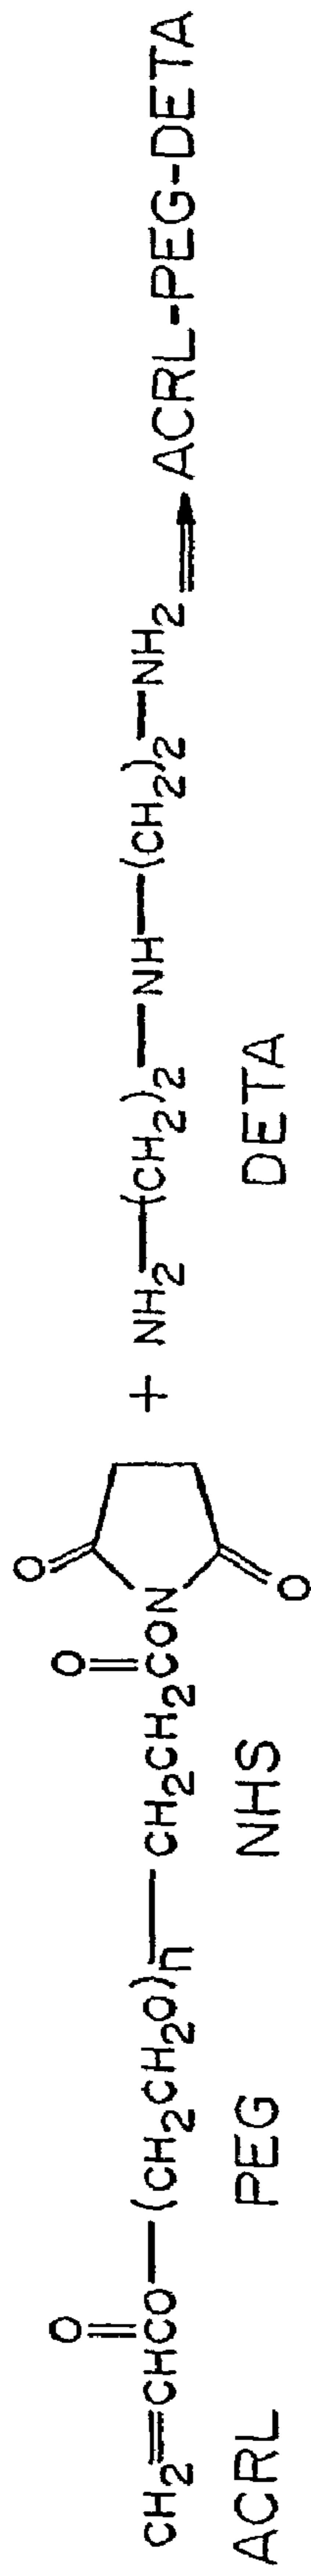 O O O
CH2=CHCO—(CH2CH2O)n—CH2CH2CON + NH2—(CH2)2—NH—(CH2)2—NH2 ⟹ ACRL-PEG-DETA
O
ACRL PEG NHS DETA